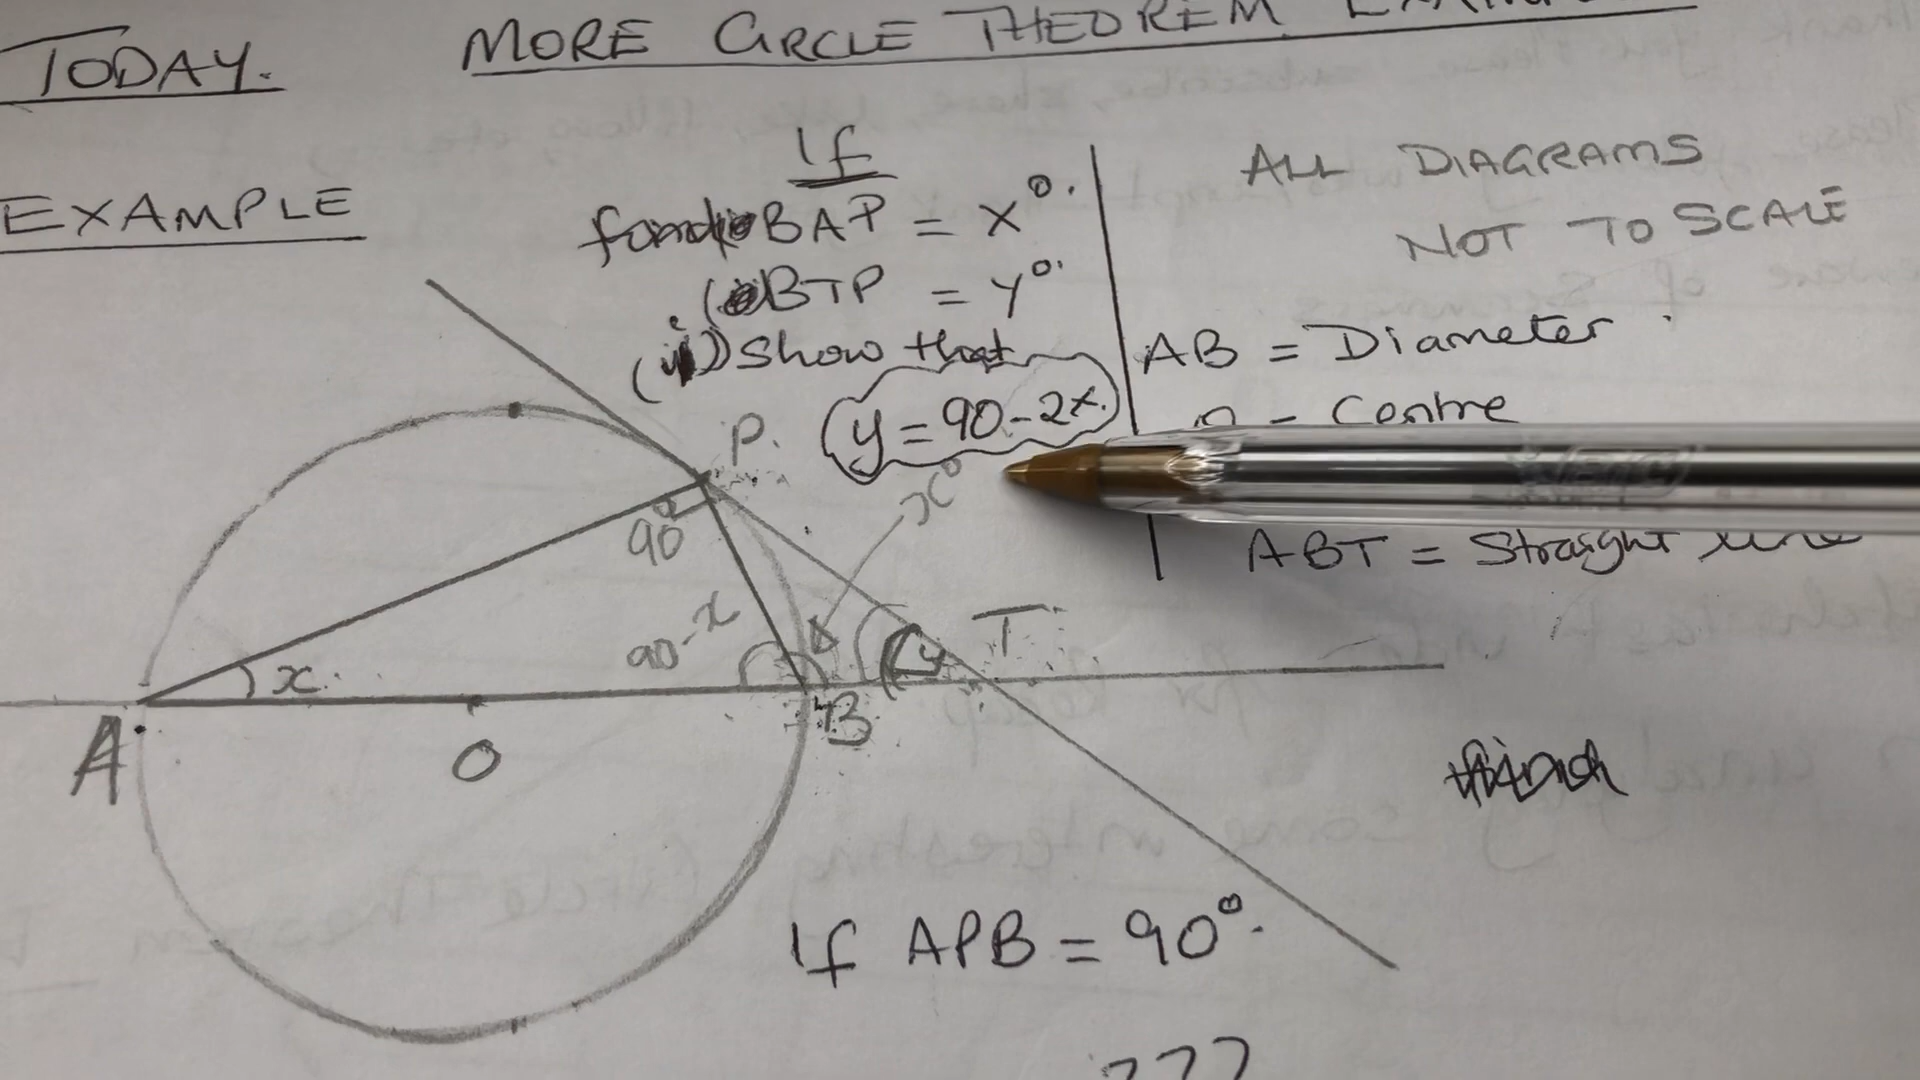 TODAY.
MORE CIRCLE THEOREM
EXAMPLE
If
BAP = x°.
BTP = y°.
Show that
y = 90-2x.
ALL DIAGRAMS
NOT TO SCALE
AB = Diameter
O - Centre
ABT = Straight line
P.
90°
x°
90-x
x
y
T
A
O
B
If APB = 90°.
???